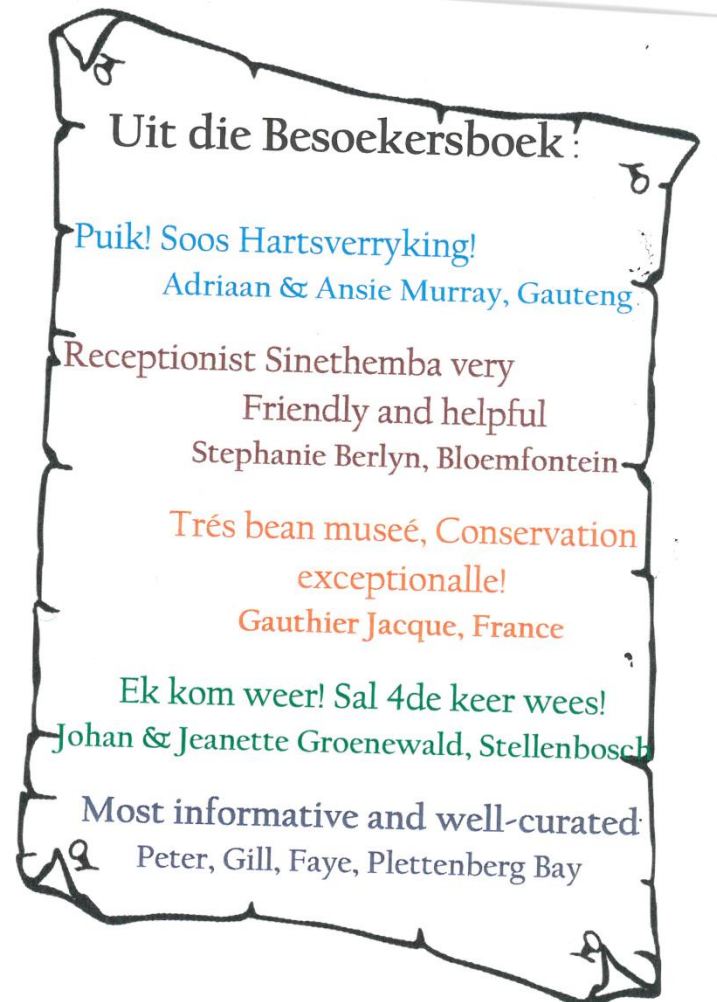 Uit die Besoekersboek:
Puik! Soos Hartsverryking!
Adriaan & Ansie Murray, Gauteng
Receptionist Sinethemba very
Friendly and helpful
Stephanie Berlyn, Bloemfontein
Trés bean museé, Conservation
exceptionalle!
Gauthier Jacque, France
Ek kom weer! Sal 4de keer wees!
Johan & Jeanette Groenewald, Stellenbosch
Most informative and well-curated
Peter, Gill, Faye, Plettenberg Bay